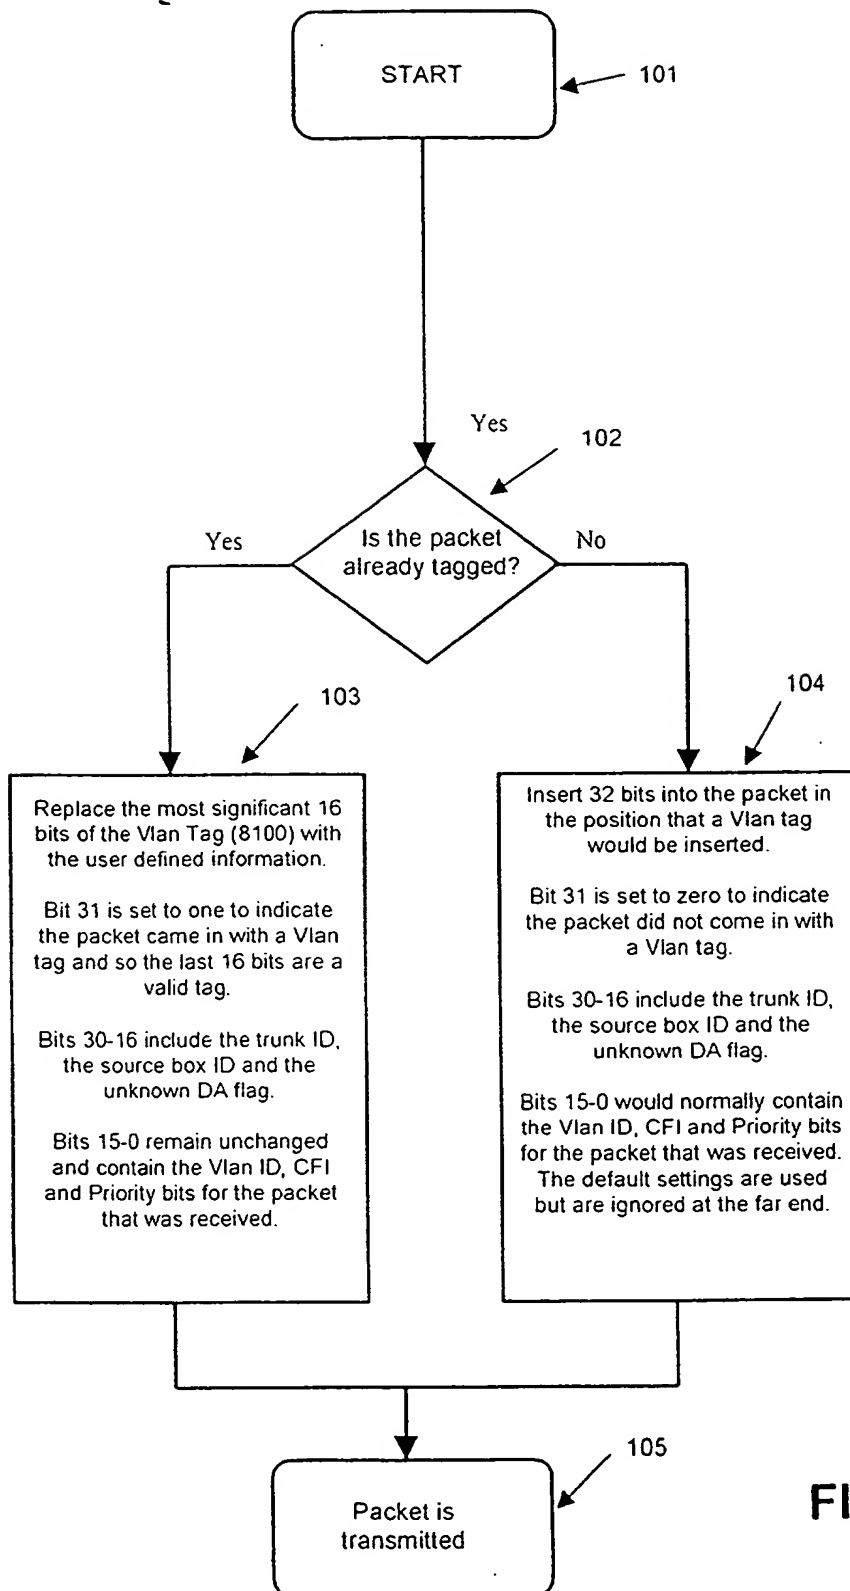 START
101
Yes
102
Is the packet
already tagged?
Yes
No
103
104
Replace the most significant 16
bits of the Vlan Tag (8100) with
the user defined information.
Bit 31 is set to one to indicate
the packet came in with a Vlan
tag and so the last 16 bits are a
valid tag.
Bits 30-16 include the trunk ID,
the source box ID and the
unknown DA flag.
Bits 15-0 remain unchanged
and contain the Vlan ID, CFI
and Priority bits for the packet
that was received.
Insert 32 bits into the packet in
the position that a Vlan tag
would be inserted.
Bit 31 is set to zero to indicate
the packet did not come in with
a Vlan tag.
Bits 30-16 include the trunk ID,
the source box ID and the
unknown DA flag.
Bits 15-0 would normally contain
the Vlan ID, CFI and Priority bits
for the packet that was received.
The default settings are used
but are ignored at the far end.
105
Packet is
transmitted
FI